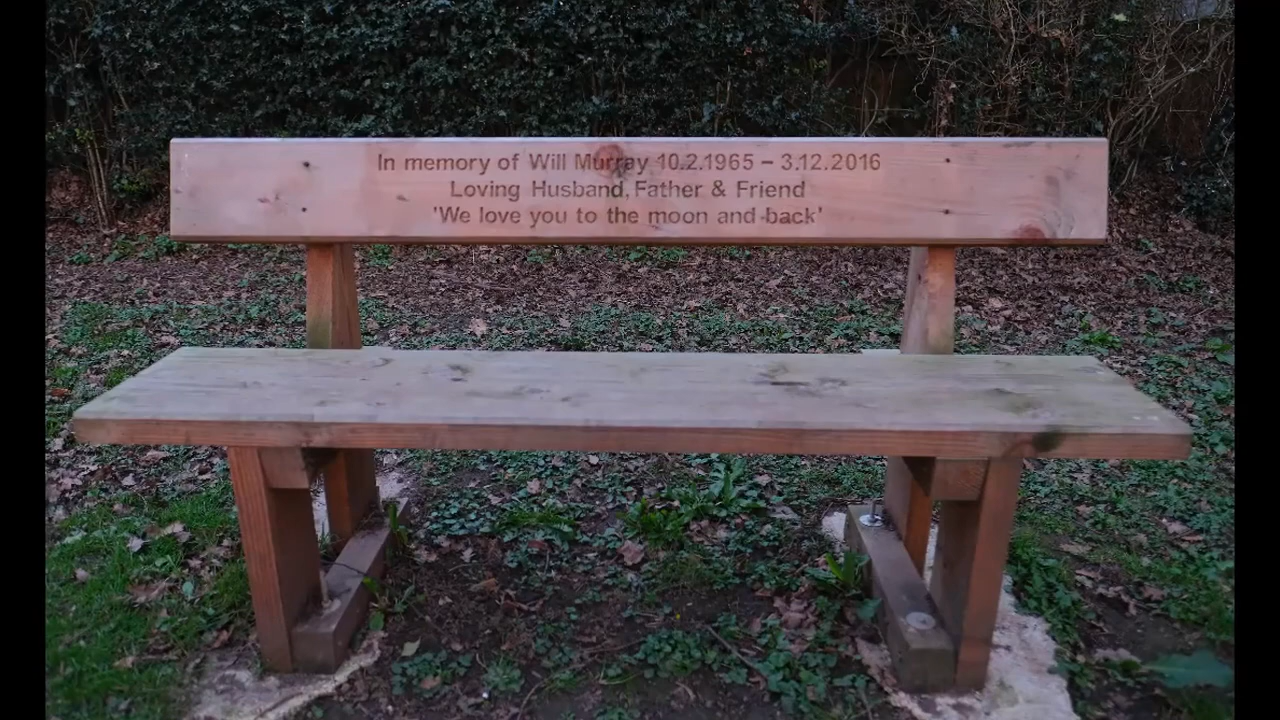 In memory of Will Murray 10.2.1965 – 3.12.2016
Loving Husband, Father & Friend
'We love you to the moon and back'